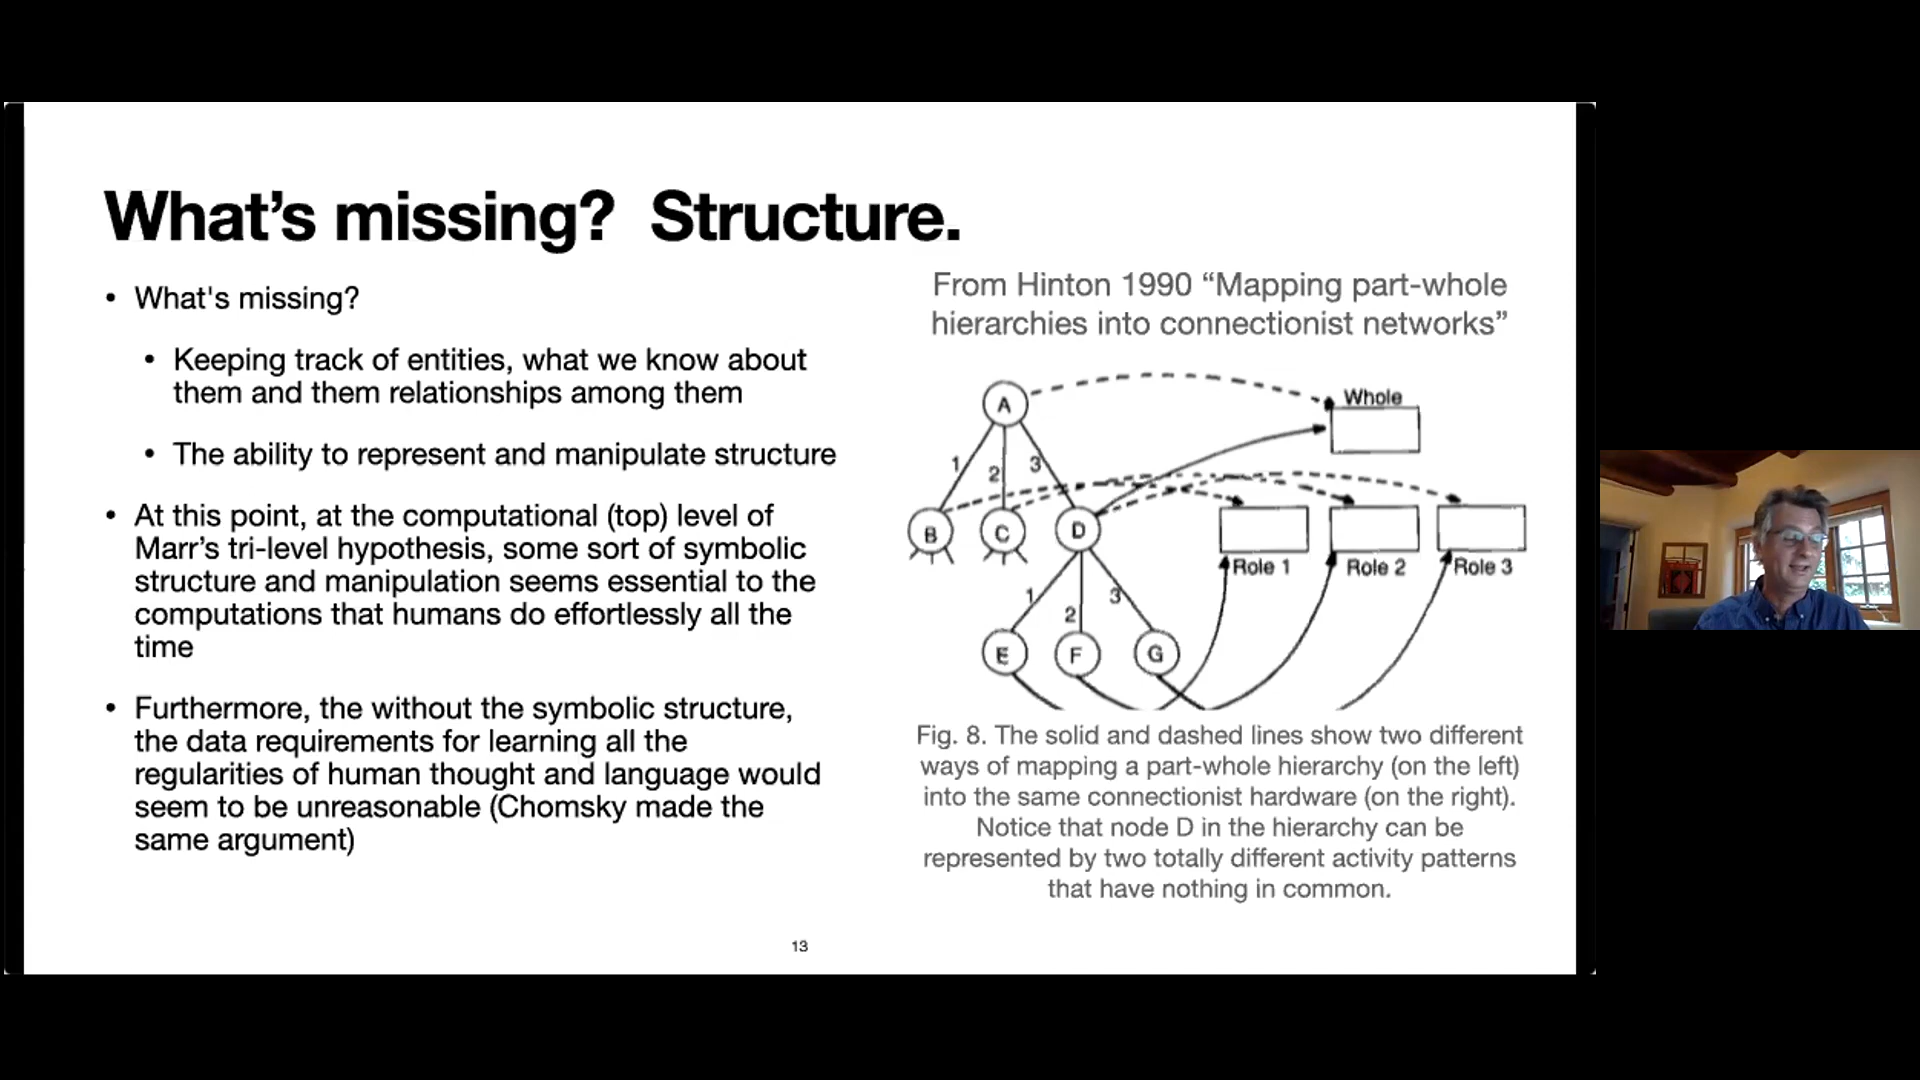 What’s missing?  Structure.
• What's missing?
• Keeping track of entities, what we know about
them and them relationships among them
• The ability to represent and manipulate structure
• At this point, at the computational (top) level of
Marr’s tri-level hypothesis, some sort of symbolic
structure and manipulation seems essential to the
computations that humans do effortlessly all the
time
• Furthermore, the without the symbolic structure,
the data requirements for learning all the
regularities of human thought and language would
seem to be unreasonable (Chomsky made the
same argument)
From Hinton 1990 “Mapping part-whole
hierarchies into connectionist networks”
A
Whole
1 2 3
B C D
Role 1 Role 2 Role 3
1 2 3
E F G
Fig. 8. The solid and dashed lines show two different
ways of mapping a part-whole hierarchy (on the left)
into the same connectionist hardware (on the right).
Notice that node D in the hierarchy can be
represented by two totally different activity patterns
that have nothing in common.
13